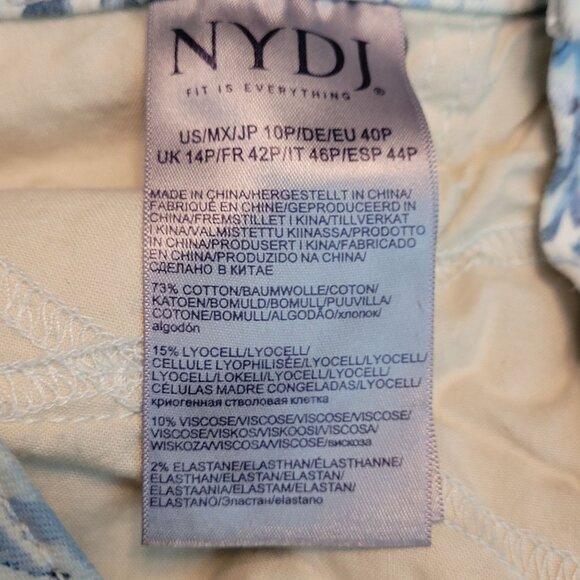 NYDJ®
FIT IS EVERYTHING
US/MX/JP 10P/DE/EU 40P
UK 14P/FR 42P/IT 46P/ESP 44P
MADE IN CHINA/HERGESTELLT IN CHINA/
FABRIQUÉ EN CHINE/GEPRODUCEERD IN
CHINA/FREMSTILLET I KINA/TILLVERKAT
I KINA/VALMISTETTU KIINASSA/PRODOTTO
IN CHINA/PRODUSERT I KINA/FABRICADO
EN CHINA/PRODUZIDO NA CHINA/
СДЕЛАНО В КИТАЕ
73% COTTON/BAUMWOLLE/COTON/
KATOEN/BOMULD/BOMULL/PUUVILLA/
COTONE/BOMULL/ALGODÃO/хлопок/
algodón
15% LYOCELL/LYOCELL/
CELLULE LYOPHILISÉE/LYOCELL/
LYOCELL/LOKELL/LYOCELL/LYOCELL/
CÉLULAS MADRE CONGELADAS/LYOCELL/
криогенная стволовая клетка
10% VISCOSE/VISCOSE/VISCOSE/VISCOSE/
VISCOSE/VISKOS/VISKOOSI/VISCOSA/
WISKOZA/VISCOSA/VISCOSE/вискоза
2% ELASTANE/ELASTHAN/ÉLASTHANNE/
ELASTHAN/ELASTAN/ELASTAN/
ELASTAANIA/ELASTAM/ELASTAN/
ELASTANO/Эластан/elastano